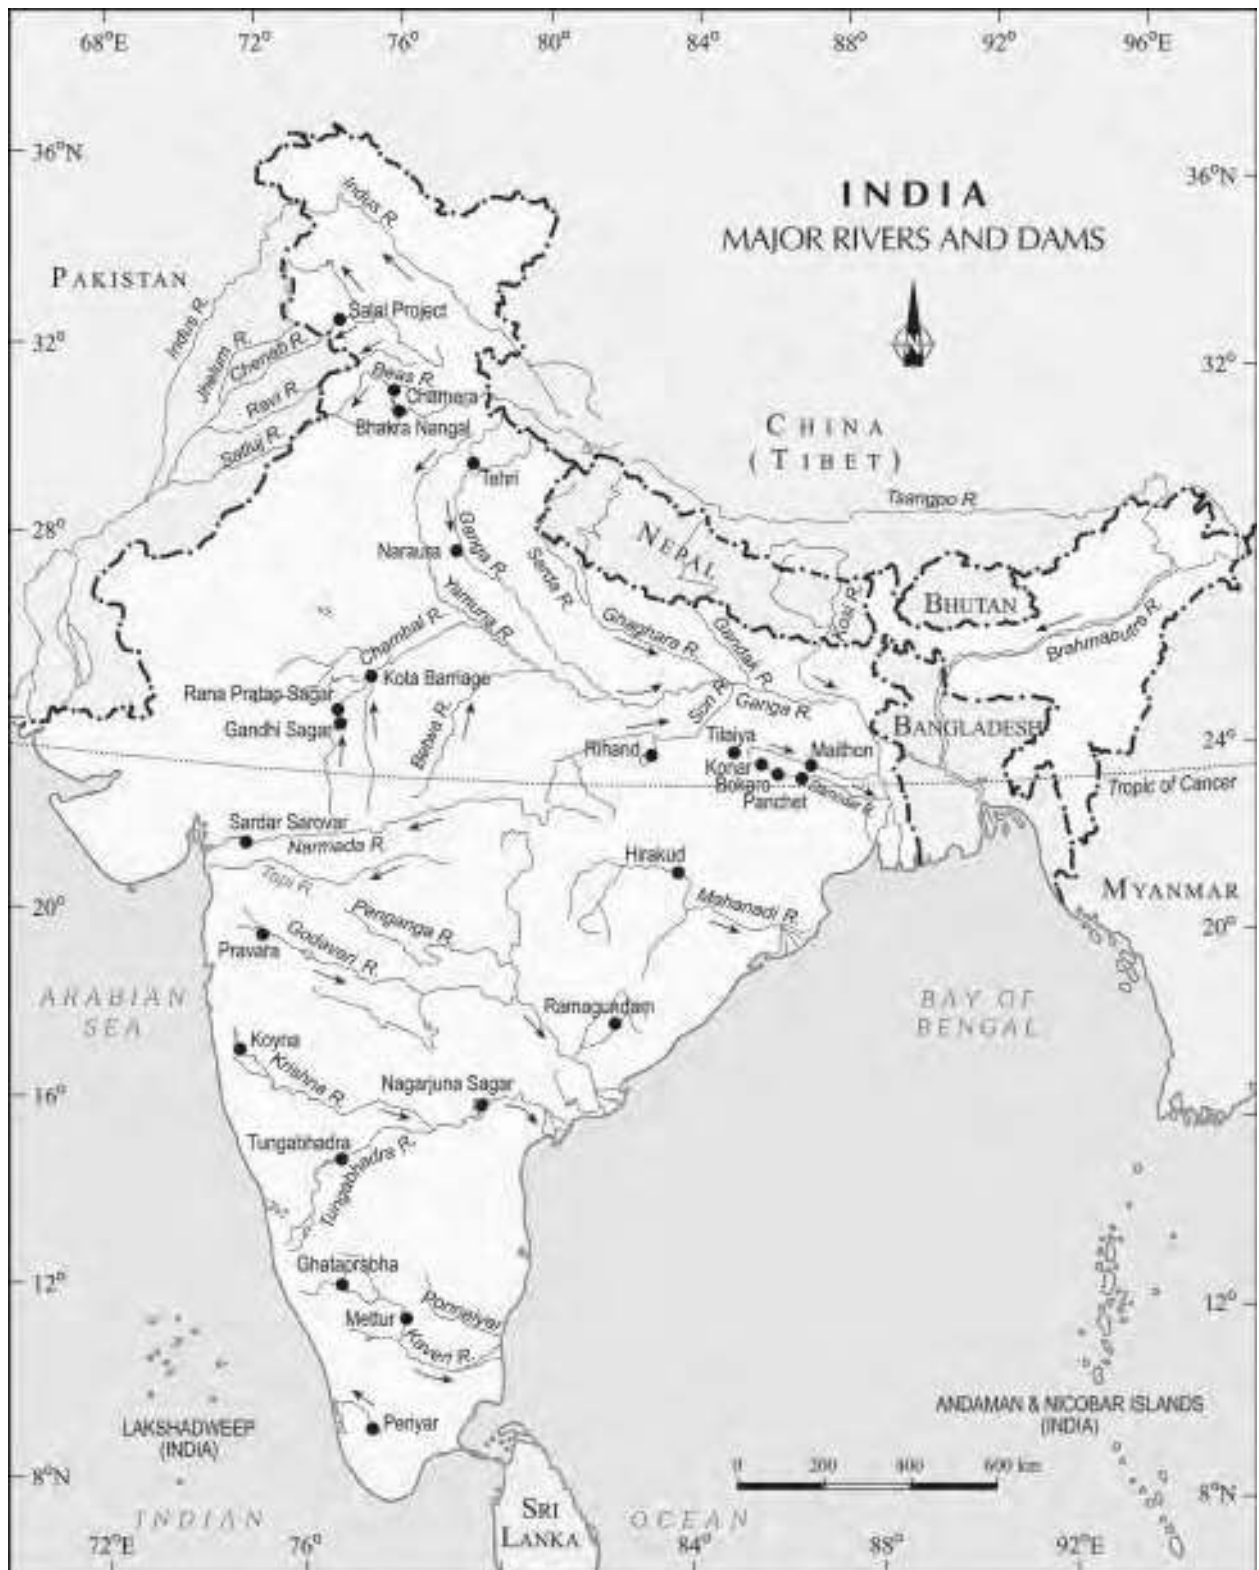 68°E 72° 76° 80° 84° 88° 92° 96°E
36°N
36°N
INDIA
MAJOR RIVERS AND DAMS
Indus R.
PAKISTAN
N
Salal Project
Indus R.
Jhelum R.
Chenab R.
32°
32°
Beas R.
Ravi R.
Chamera
Satluj R.
Bhakra Nangal
CHINA
(TIBET)
Tehri
Tsangpo R.
28°
28°
Ganga R.
NEPAL
Naraura
Sarda R.
Yamuna R.
Kosi R.
BHUTAN
Ghaghara R.
Gandak R.
Brahmaputra R.
Chambal R.
Kota Barriage
Rana Pratap Sagar
Son R.
Ganga R.
Gandhi Sagar
Betwa R.
BANGLADESH
Tilaiya
Rihand
Maithon
24°
24°
Konar
Bokaro
Panchet
Damodar R.
Tropic of Cancer
Sardar Sarovar
Narmada R.
Hirakud
Tapi R.
MYANMAR
20°
20°
Penganga R.
Mahanadi R.
Godavari R.
Pravara
ARABIAN
SEA
BAY OF
BENGAL
Ramagundam
Koyna
Krishna R.
Nagarjuna Sagar
16°
16°
Tungabhadra
Tungabhadra R.
Ghataprabha
12°
12°
Ponnaiyar
Mettur
Kaveri R.
Periyar
LAKSHADWEEP
(INDIA)
ANDAMAN & NICOBAR ISLANDS
(INDIA)
0 200 400 600 km
8°N
8°N
SRI
LANKA
INDIAN OCEAN
72°E 76° 84° 88° 92°E